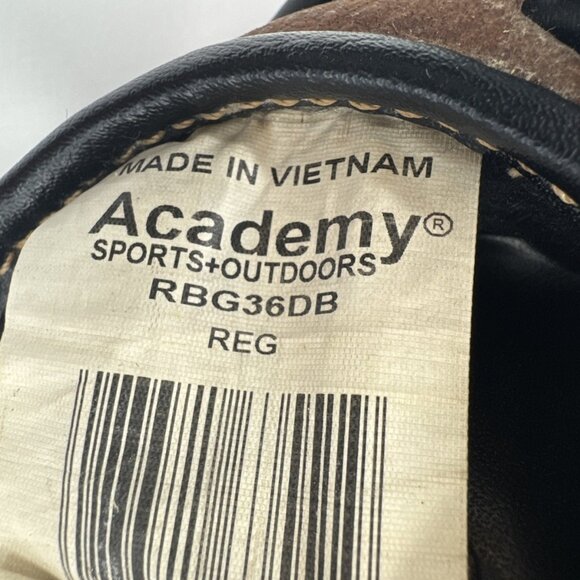 MADE IN VIETNAM
Academy®
SPORTS+OUTDOORS
RBG36DB
REG